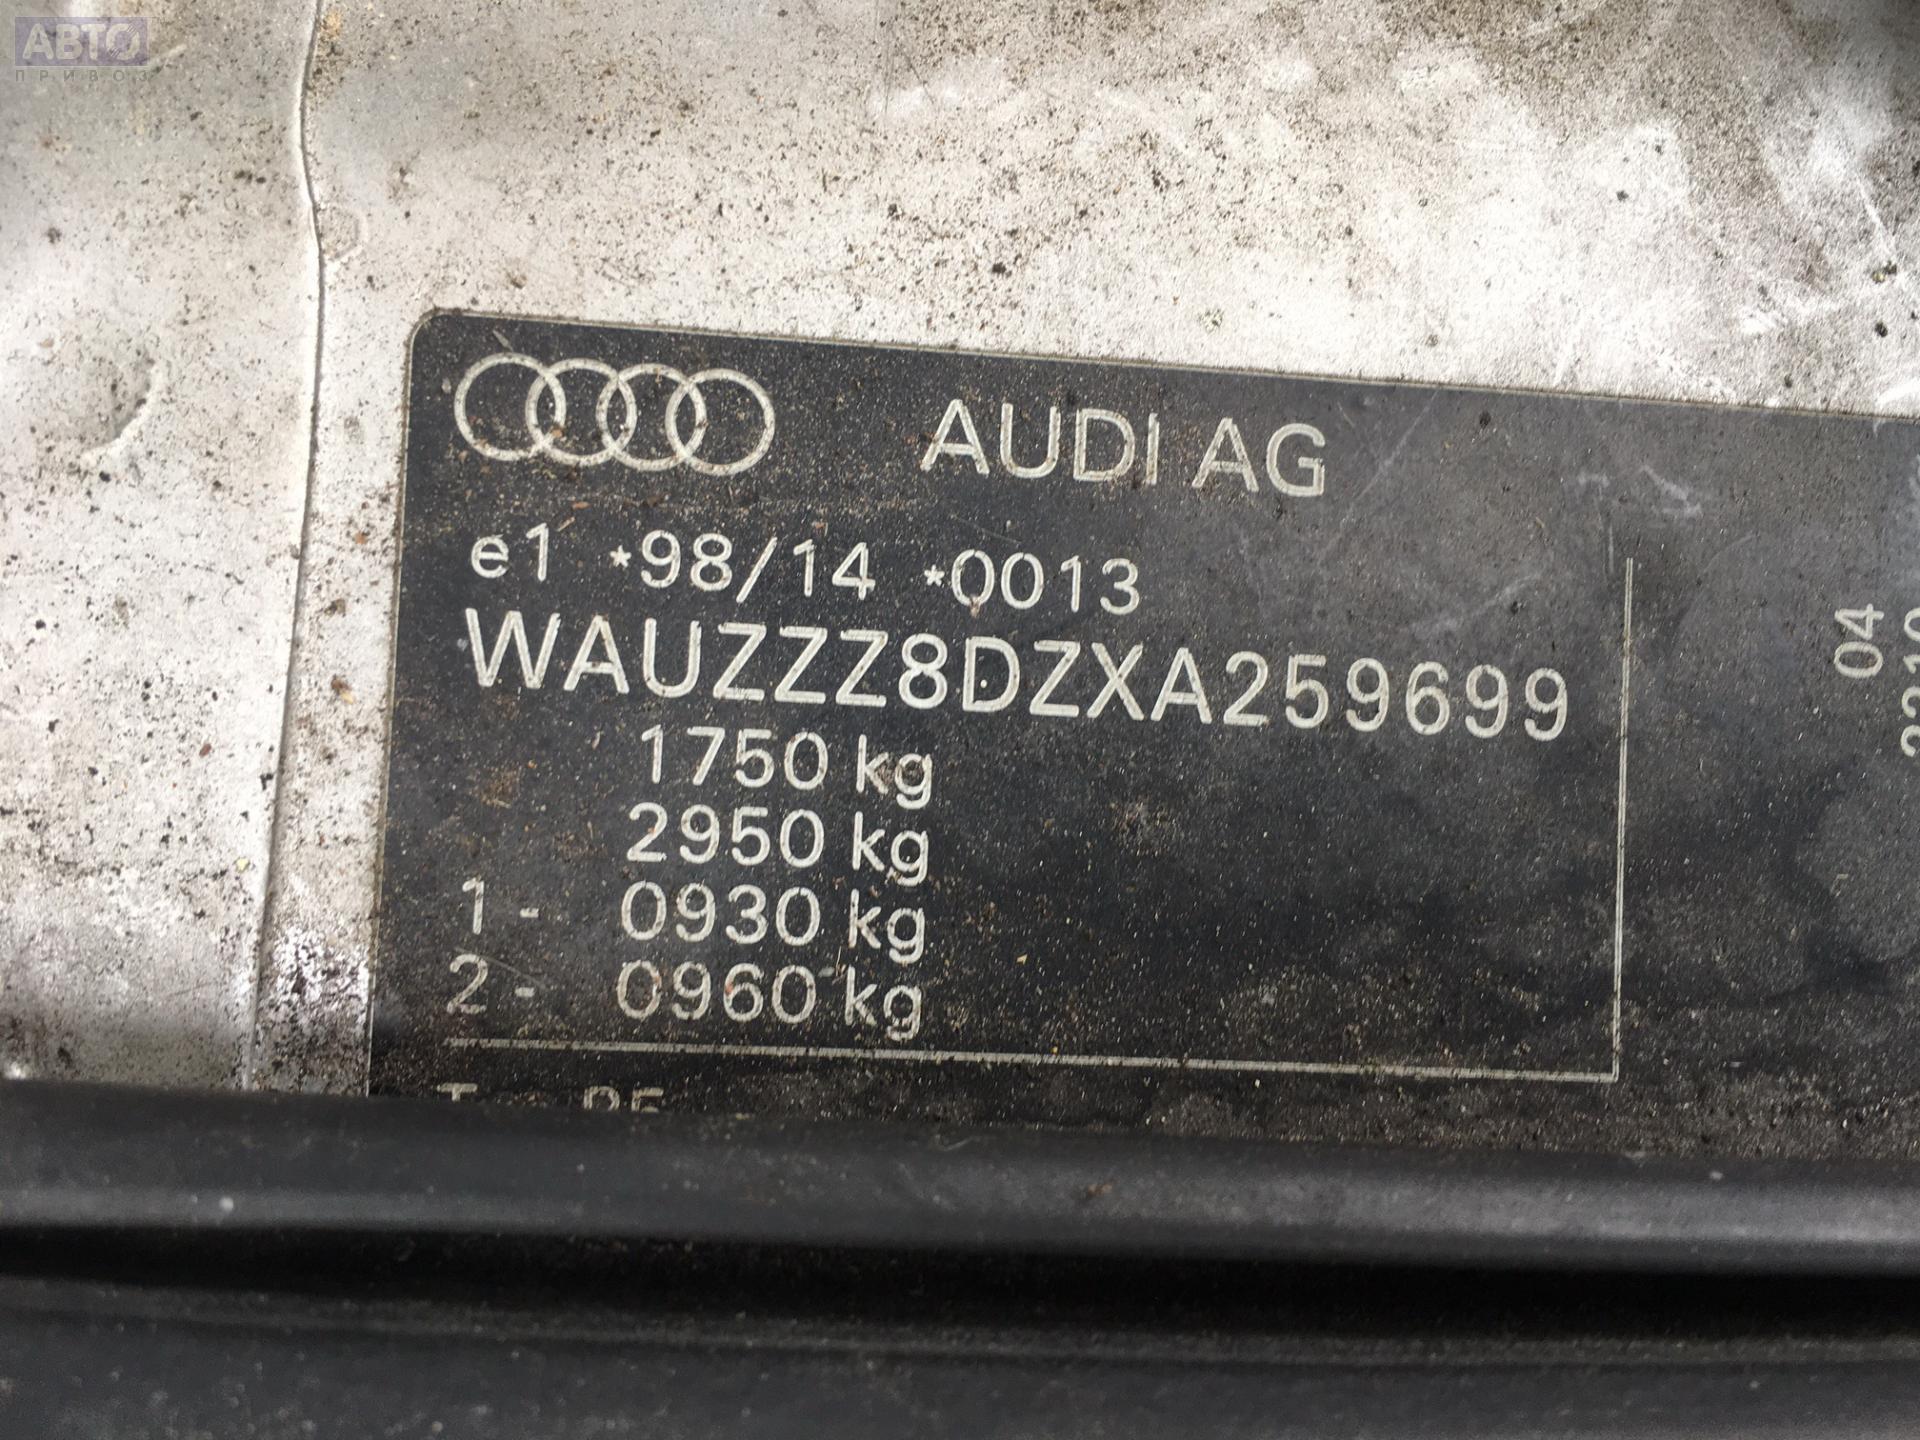 АВТО
ПРИВОЗ
AUDI AG
e1 *98/14 *0013
WAUZZZ8DZXA259699
1750 kg
2950 kg
1 - 0930 kg
2 - 0960 kg
04